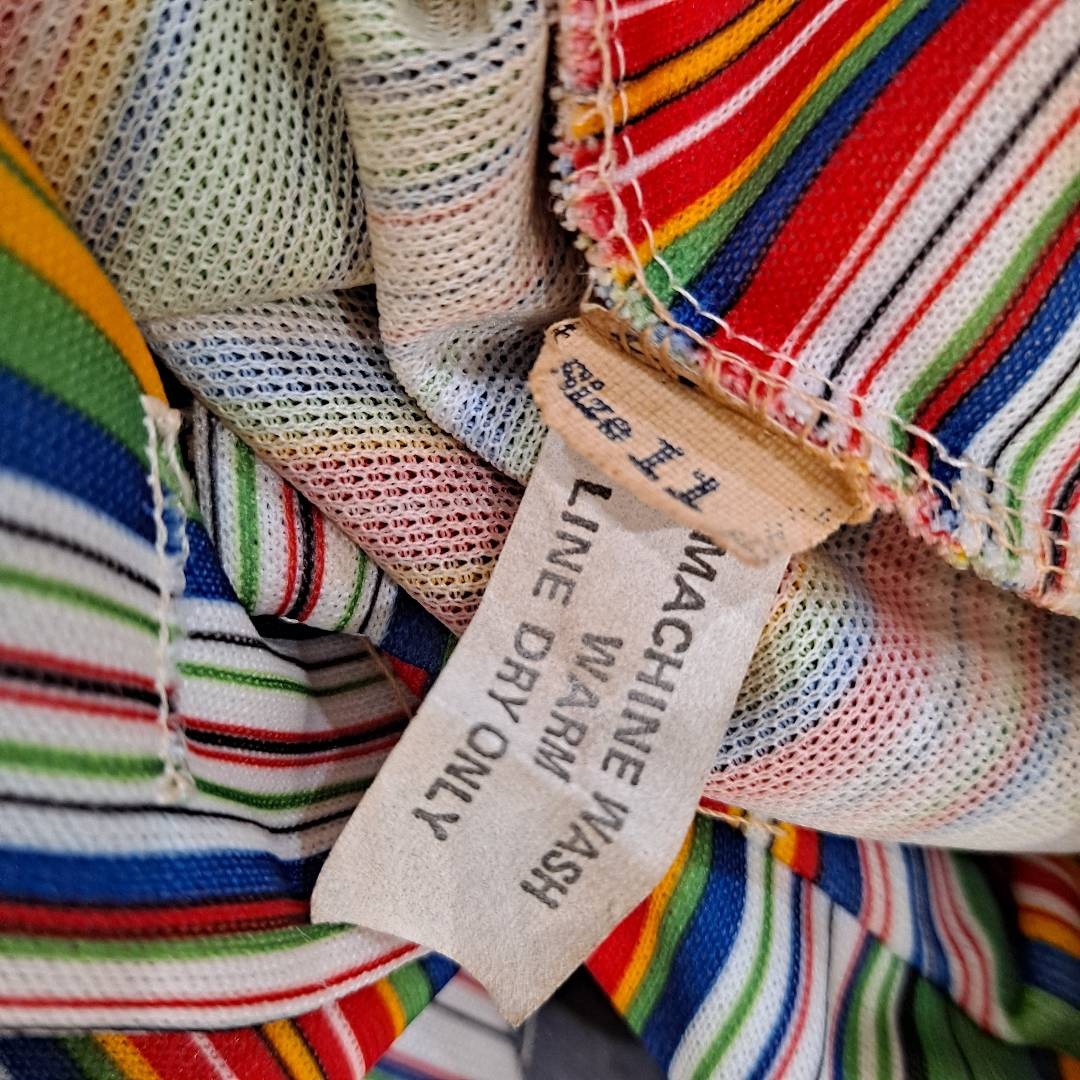 Size 11
MACHINE WASH
WARM
LINE DRY ONLY